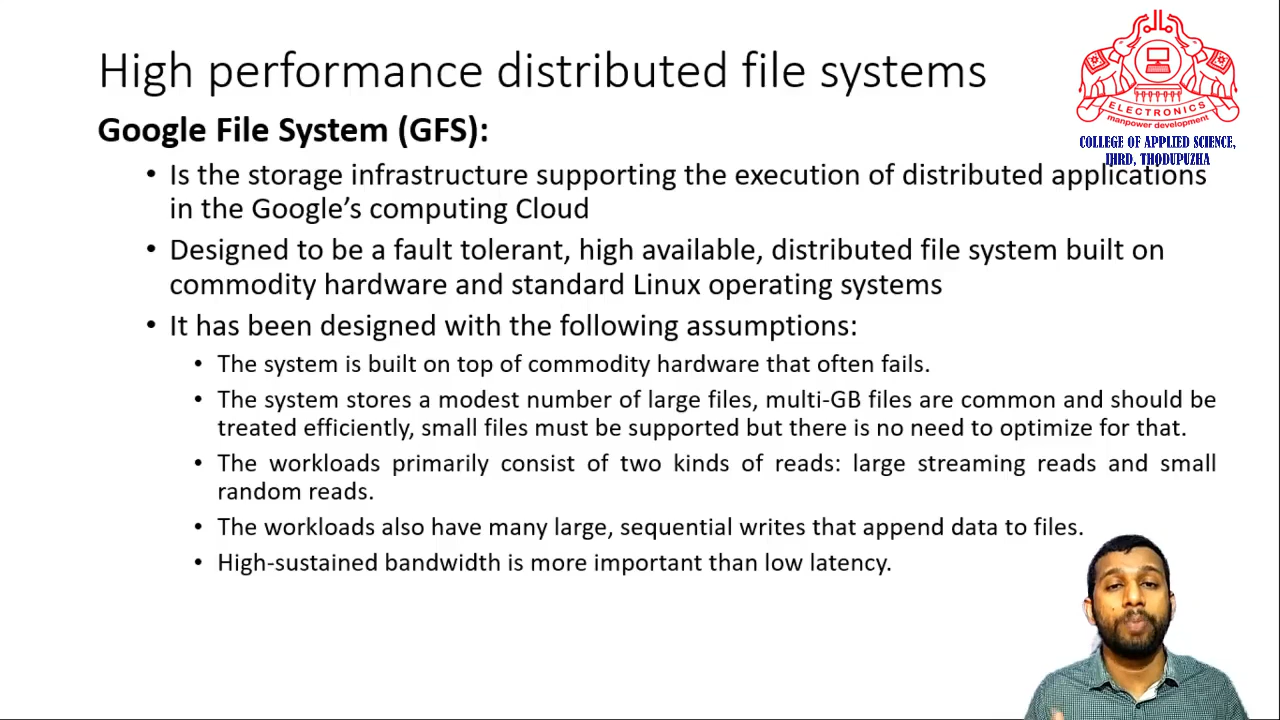 High performance distributed file systems
ELECTRONICS
manpower development
COLLEGE OF APPLIED SCIENCE,
IHRD, THODUPUZHA
Google File System (GFS):
• Is the storage infrastructure supporting the execution of distributed applications
in the Google’s computing Cloud
• Designed to be a fault tolerant, high available, distributed file system built on
commodity hardware and standard Linux operating systems
• It has been designed with the following assumptions:
• The system is built on top of commodity hardware that often fails.
• The system stores a modest number of large files, multi-GB files are common and should be
treated efficiently, small files must be supported but there is no need to optimize for that.
• The workloads primarily consist of two kinds of reads: large streaming reads and small
random reads.
• The workloads also have many large, sequential writes that append data to files.
• High-sustained bandwidth is more important than low latency.